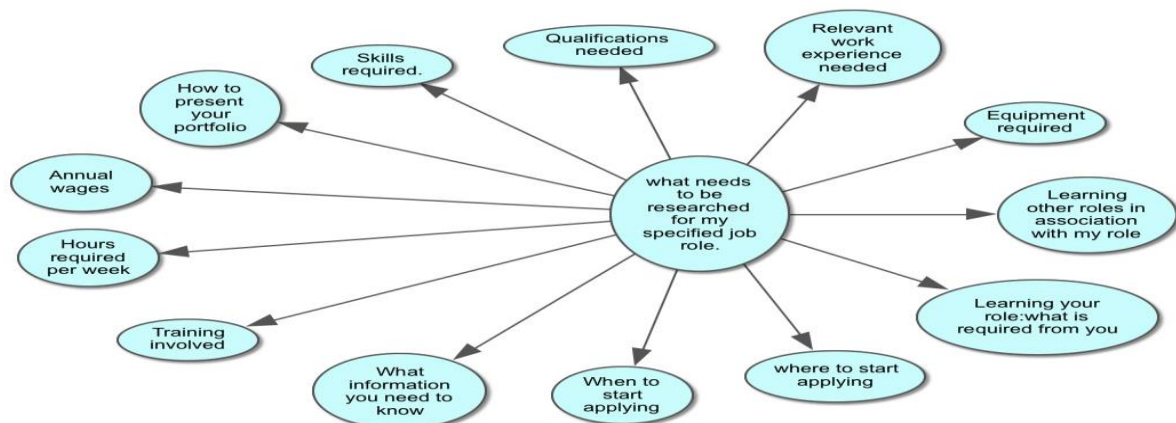 what needs
to be
researched
for my
specified job
role.
Qualifications
needed
Relevant
work
experience
needed
Equipment
required
Learning
other roles in
association
with my role
Learning your
role:what is
required from you
where to start
applying
When to
start
applying
What
information
you need to
know
Training
involved
Hours
required
per week
Annual
wages
How to
present
your
portfolio
Skills
required.